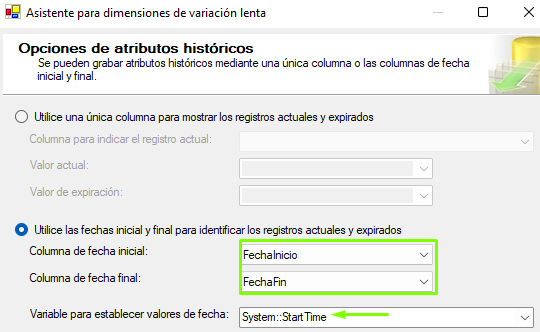 Asistente para dimensiones de variación lenta
Opciones de atributos históricos
Se pueden grabar atributos históricos mediante una única columna o las columnas de fecha
inicial y final.
Utilice una única columna para mostrar los registros actuales y expirados
Columna para indicar el registro actual:
Valor actual:
Valor de expiración:
Utilice las fechas inicial y final para identificar los registros actuales y expirados
Columna de fecha inicial:
FechaInicio
Columna de fecha final:
FechaFin
Variable para establecer valores de fecha:
System::StartTime